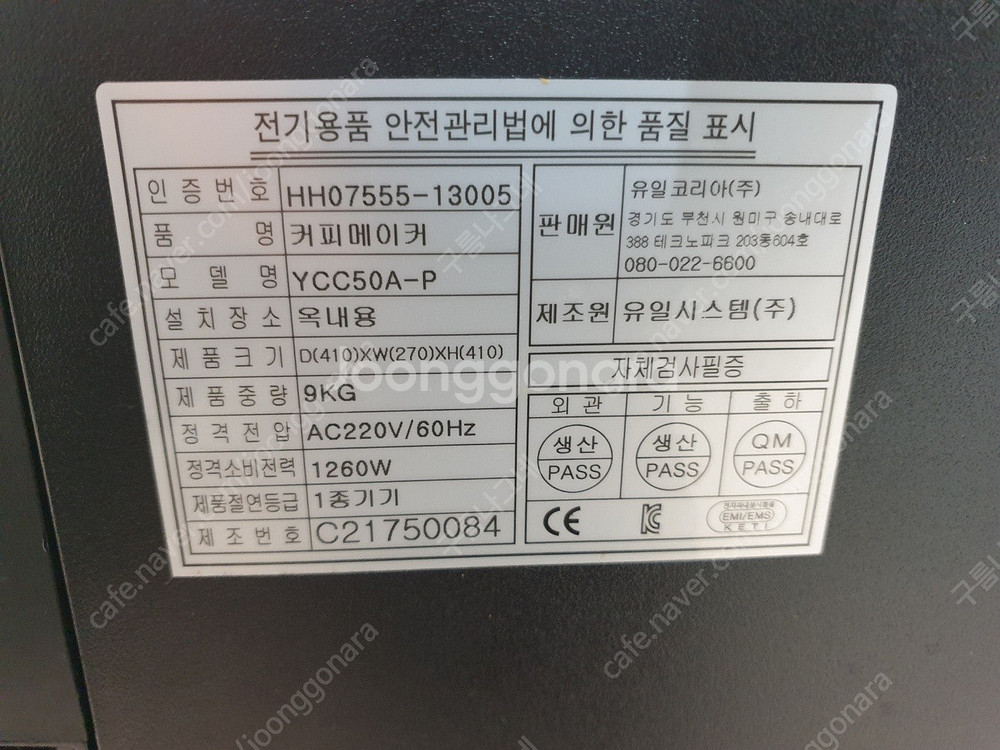 전기용품 안전관리법에 의한 품질 표시
인증번호 HH07555-13005
품명 커피메이커
모델명 YCC50A-P
설치장소 옥내용
제품크기 D(410)XW(270)XH(410)
제품중량 9KG
정격전압 AC220V/60Hz
정격소비전력 1260W
제품절연등급 1종기기
제조번호 C21750084
판매원
유일코리아(주)
경기도 부천시 원미구 송내대로
388 테크노파크 203동604호
080-022-6600
제조원 유일시스템(주)
자체검사필증
외관 기능 출하
생산 생산 QM
PASS PASS PASS
CE
EMI/EMS
KETI
joonggonara
cafe.naver.com/joonggonara
구름나그네